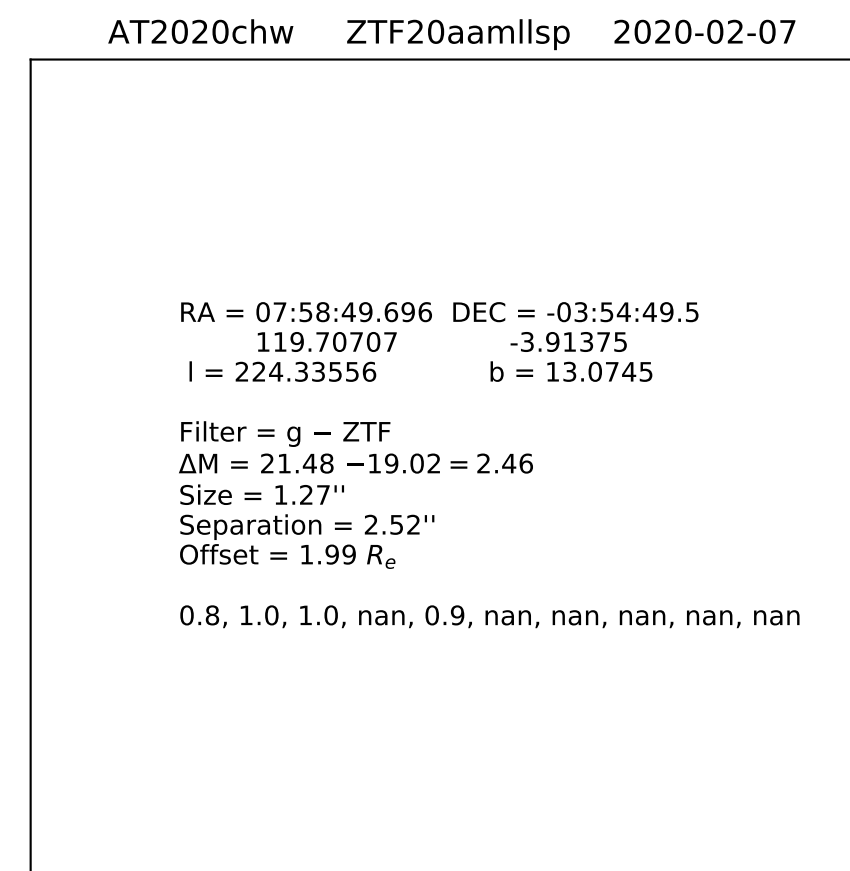 AT2020chw ZTF20aamllsp 2020-02-07
RA = 07:58:49.696 DEC = -03:54:49.5
119.70707 -3.91375
l = 224.33556 b = 13.0745
Filter = g − ZTF
ΔM = 21.48 −19.02 = 2.46
Size = 1.27''
Separation = 2.52''
Offset = 1.99 Re
0.8, 1.0, 1.0, nan, 0.9, nan, nan, nan, nan, nan